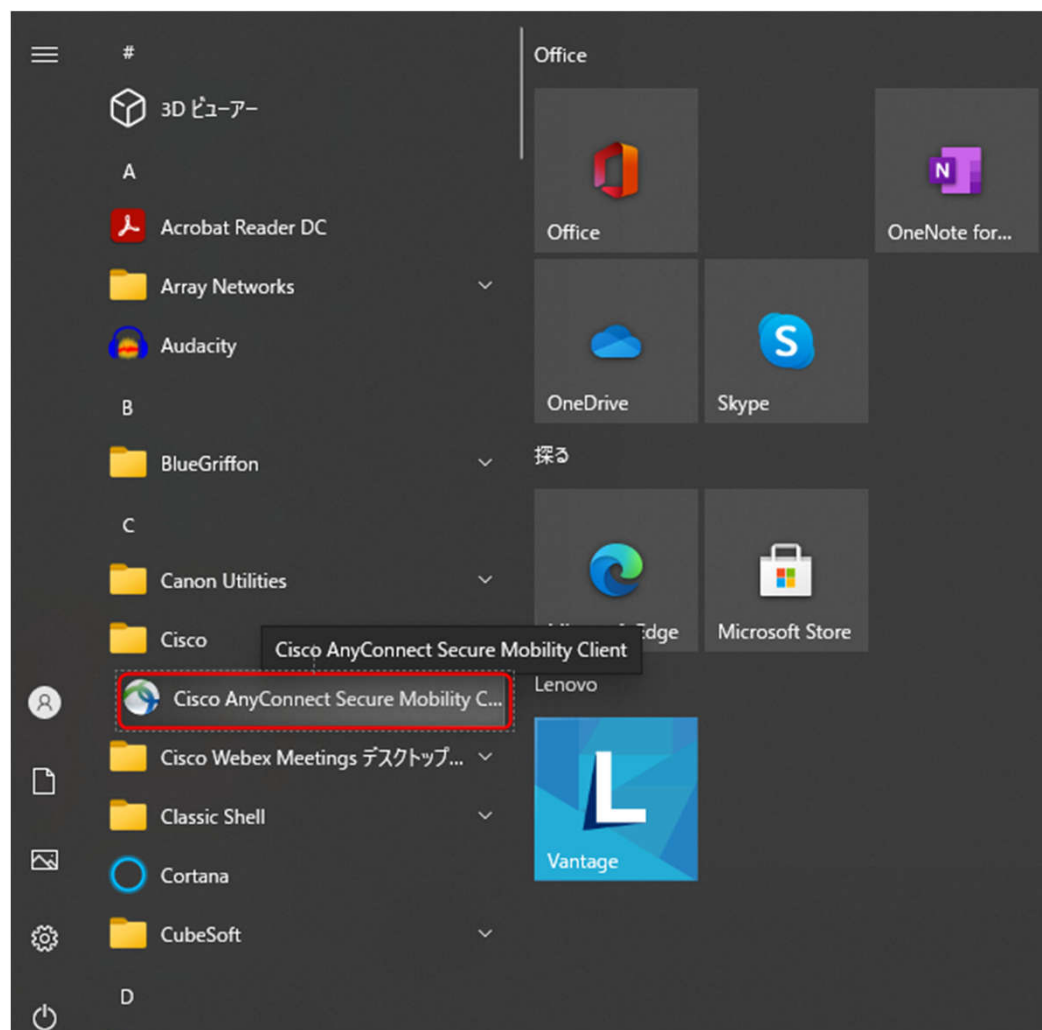 #
3D ビューアー
A
Acrobat Reader DC
Array Networks
Audacity
B
BlueGriffon
C
Canon Utilities
Cisco
Cisco AnyConnect Secure Mobility Client
Cisco AnyConnect Secure Mobility C...
Cisco Webex Meetings デスクトップ...
Classic Shell
Cortana
CubeSoft
D
Office
Office
OneNote for...
OneDrive
Skype
探る
Edge
Microsoft Store
Lenovo
Vantage